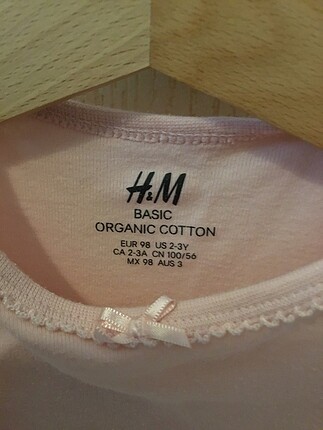 H&M
BASIC
ORGANIC COTTON
EUR 98 US 2-3Y
CA 2-3A CN 100/56
MX 98 AUS 3